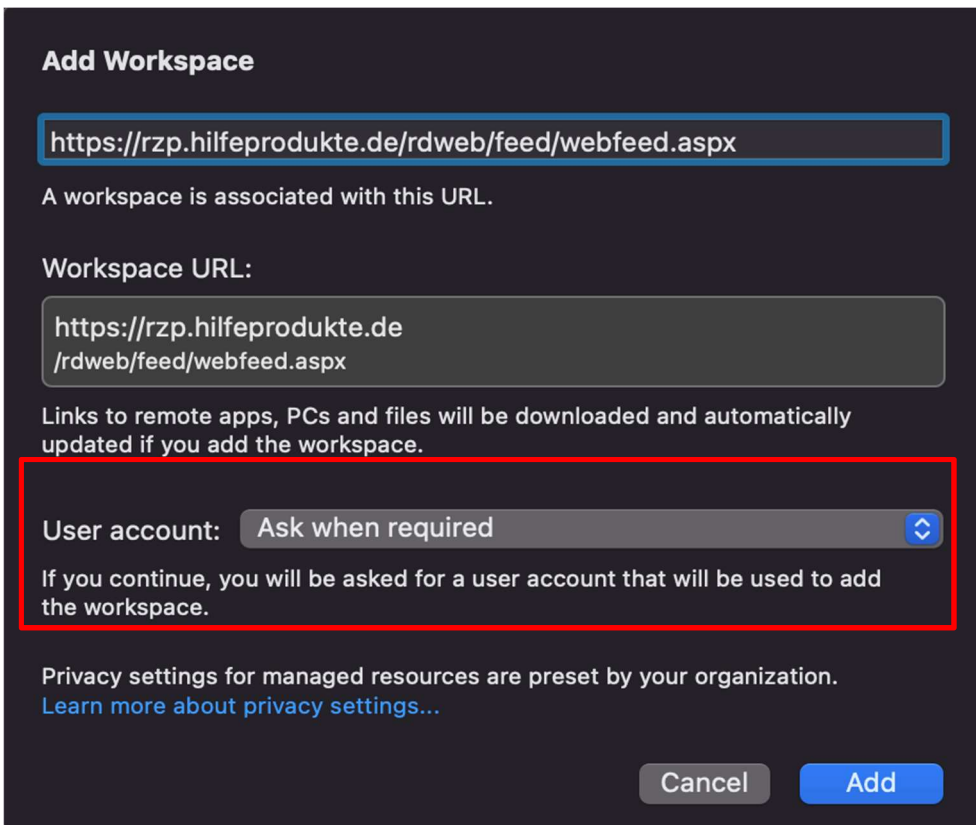 Add Workspace
https://rzp.hilfeprodukte.de/rdweb/feed/webfeed.aspx
A workspace is associated with this URL.
Workspace URL:
https://rzp.hilfeprodukte.de
/rdweb/feed/webfeed.aspx
Links to remote apps, PCs and files will be downloaded and automatically
updated if you add the workspace.
User account: Ask when required
If you continue, you will be asked for a user account that will be used to add
the workspace.
Privacy settings for managed resources are preset by your organization.
Learn more about privacy settings...
Cancel Add